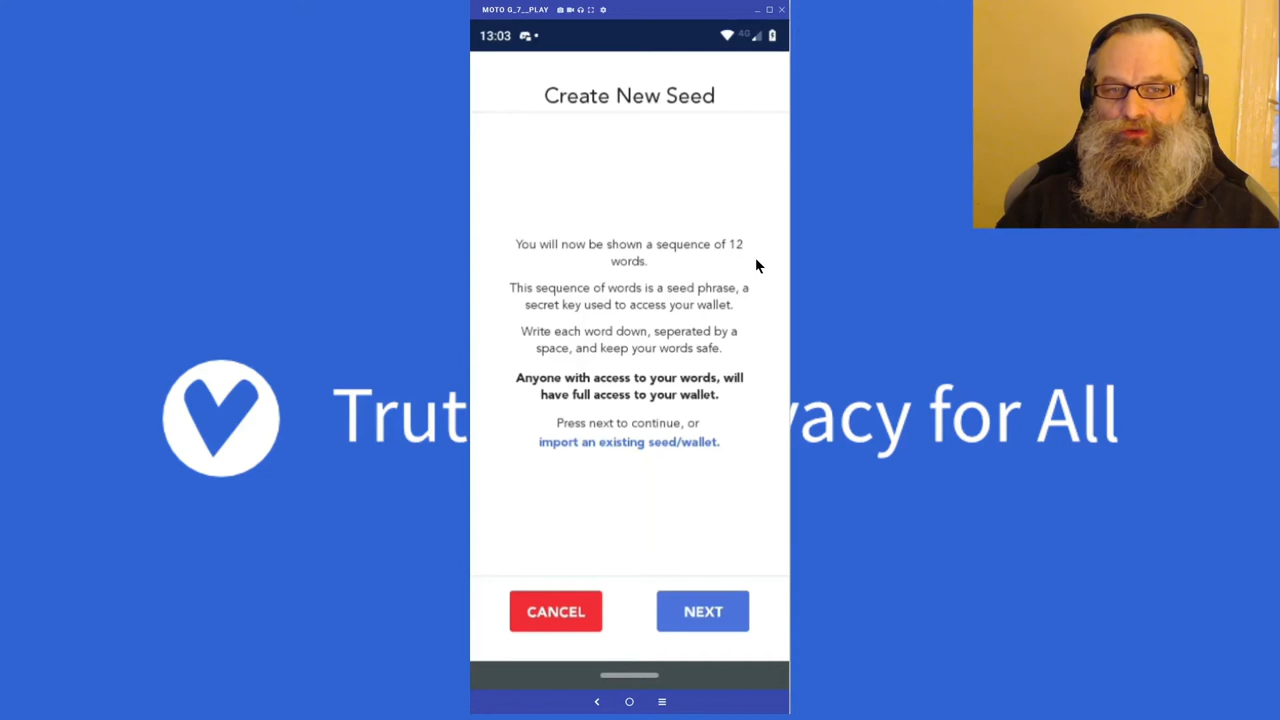 MOTO G_7__PLAY
13:03
4G
Create New Seed
You will now be shown a sequence of 12
words.
This sequence of words is a seed phrase, a
secret key used to access your wallet.
Write each word down, seperated by a
space, and keep your words safe.
Anyone with access to your words, will
have full access to your wallet.
Press next to continue, or
import an existing seed/wallet.
Trut vacy for All
CANCEL NEXT